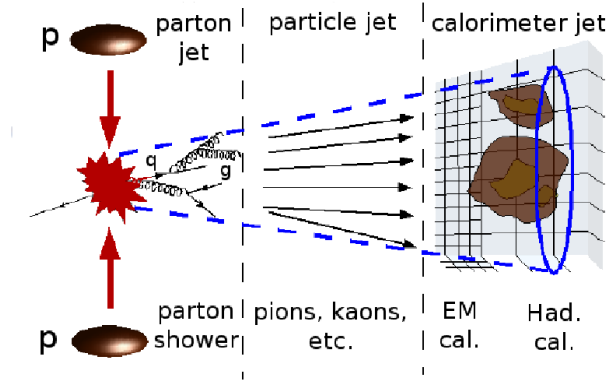 p
parton
jet
particle jet
calorimeter jet
q
g
p
parton
shower
pions, kaons,
etc.
EM
cal.
Had.
cal.